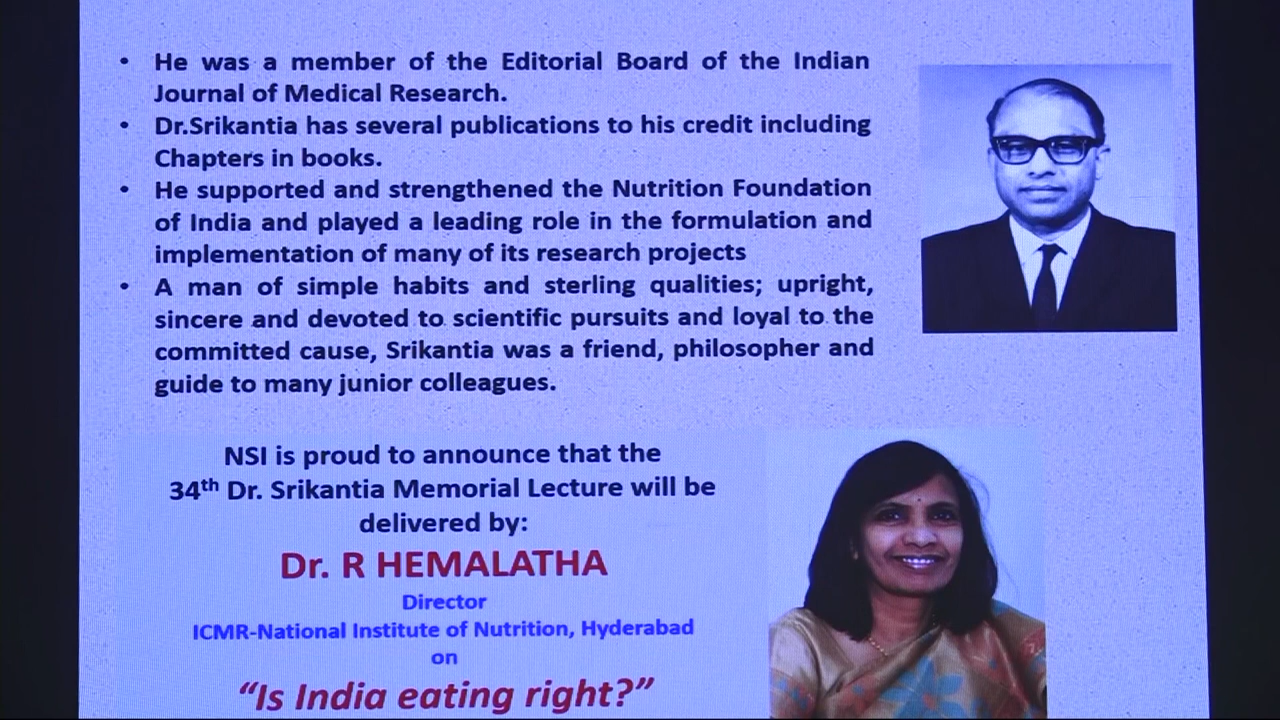 • He was a member of the Editorial Board of the Indian
Journal of Medical Research.
• Dr.Srikantia has several publications to his credit including
Chapters in books.
• He supported and strengthened the Nutrition Foundation
of India and played a leading role in the formulation and
implementation of many of its research projects
• A man of simple habits and sterling qualities; upright,
sincere and devoted to scientific pursuits and loyal to the
committed cause, Srikantia was a friend, philosopher and
guide to many junior colleagues.
NSI is proud to announce that the
34th Dr. Srikantia Memorial Lecture will be
delivered by:
Dr. R HEMALATHA
Director
ICMR-National Institute of Nutrition, Hyderabad
on
“Is India eating right?”